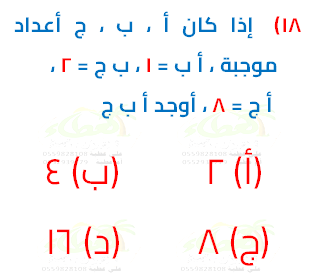 ١٨) إذا كان أ ، ب ، ج أعداد
موجبة ، أ ب = ١ ، ب ج = ٢ ،
أ ج = ٨ ، أوجد أ ب ج
(أ) ٢ (ب) ٤
(ج) ٨ (د) ١٦